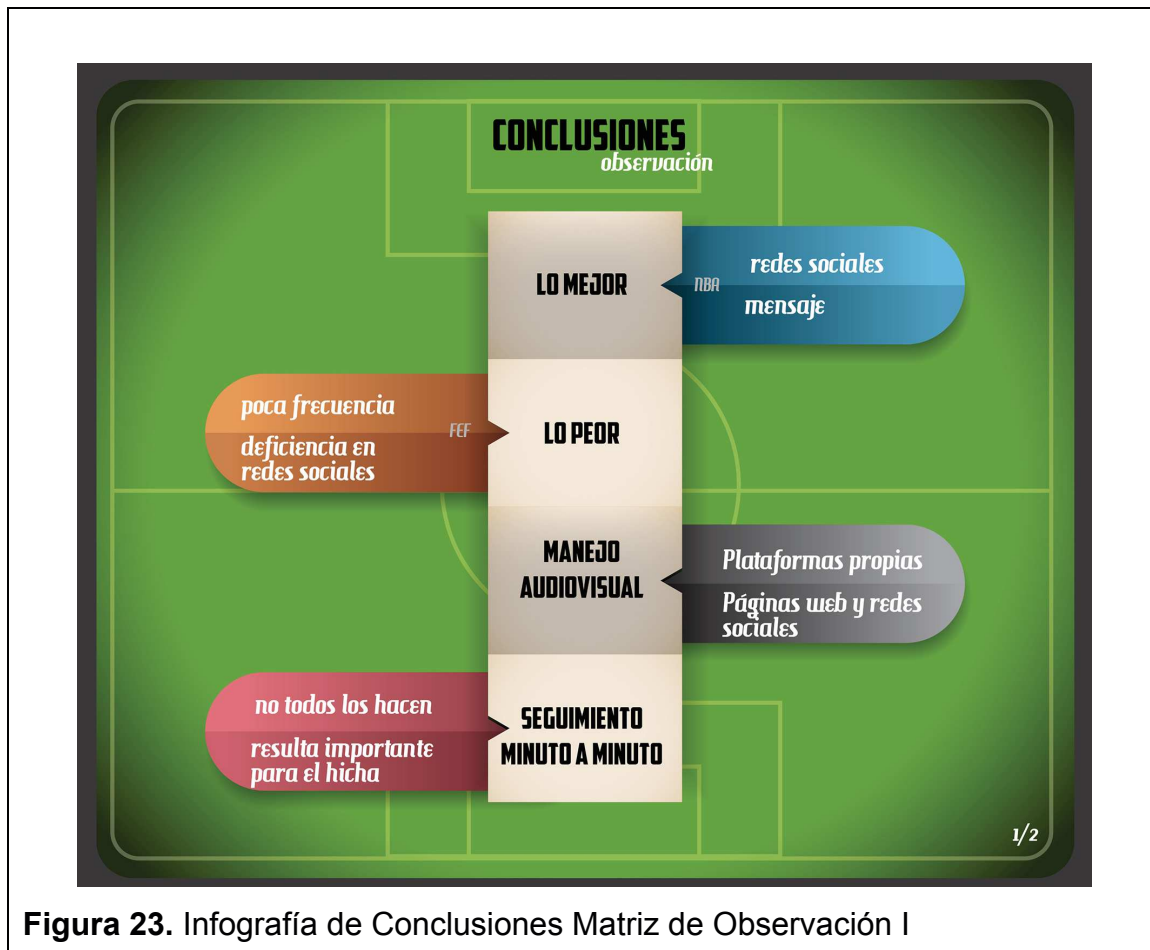 CONCLUSIONES
observación
LO MEJOR
NBA
redes sociales
mensaje
poca frecuencia
deficiencia en
redes sociales
FEF
LO PEOR
MANEJO
AUDIOVISUAL
Plataformas propias
Páginas web y redes
sociales
no todos los hacen
resulta importante
para el hicha
SEGUIMIENTO
MINUTO A MINUTO
1/2
Figura 23. Infografía de Conclusiones Matriz de Observación I